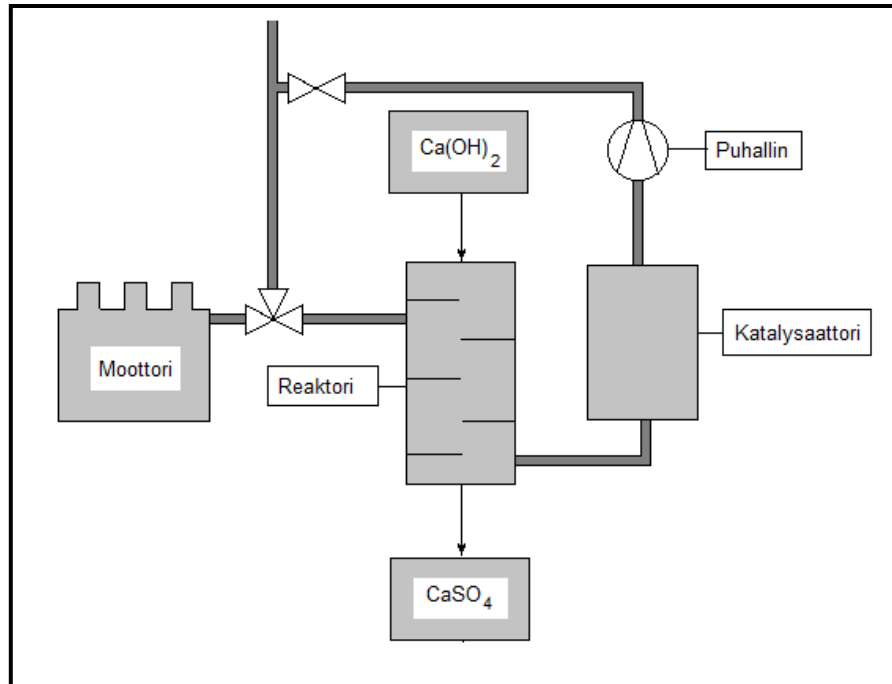 Ca(OH)2
Puhallin
Katalysaattori
Moottori
Reaktori
CaSO4